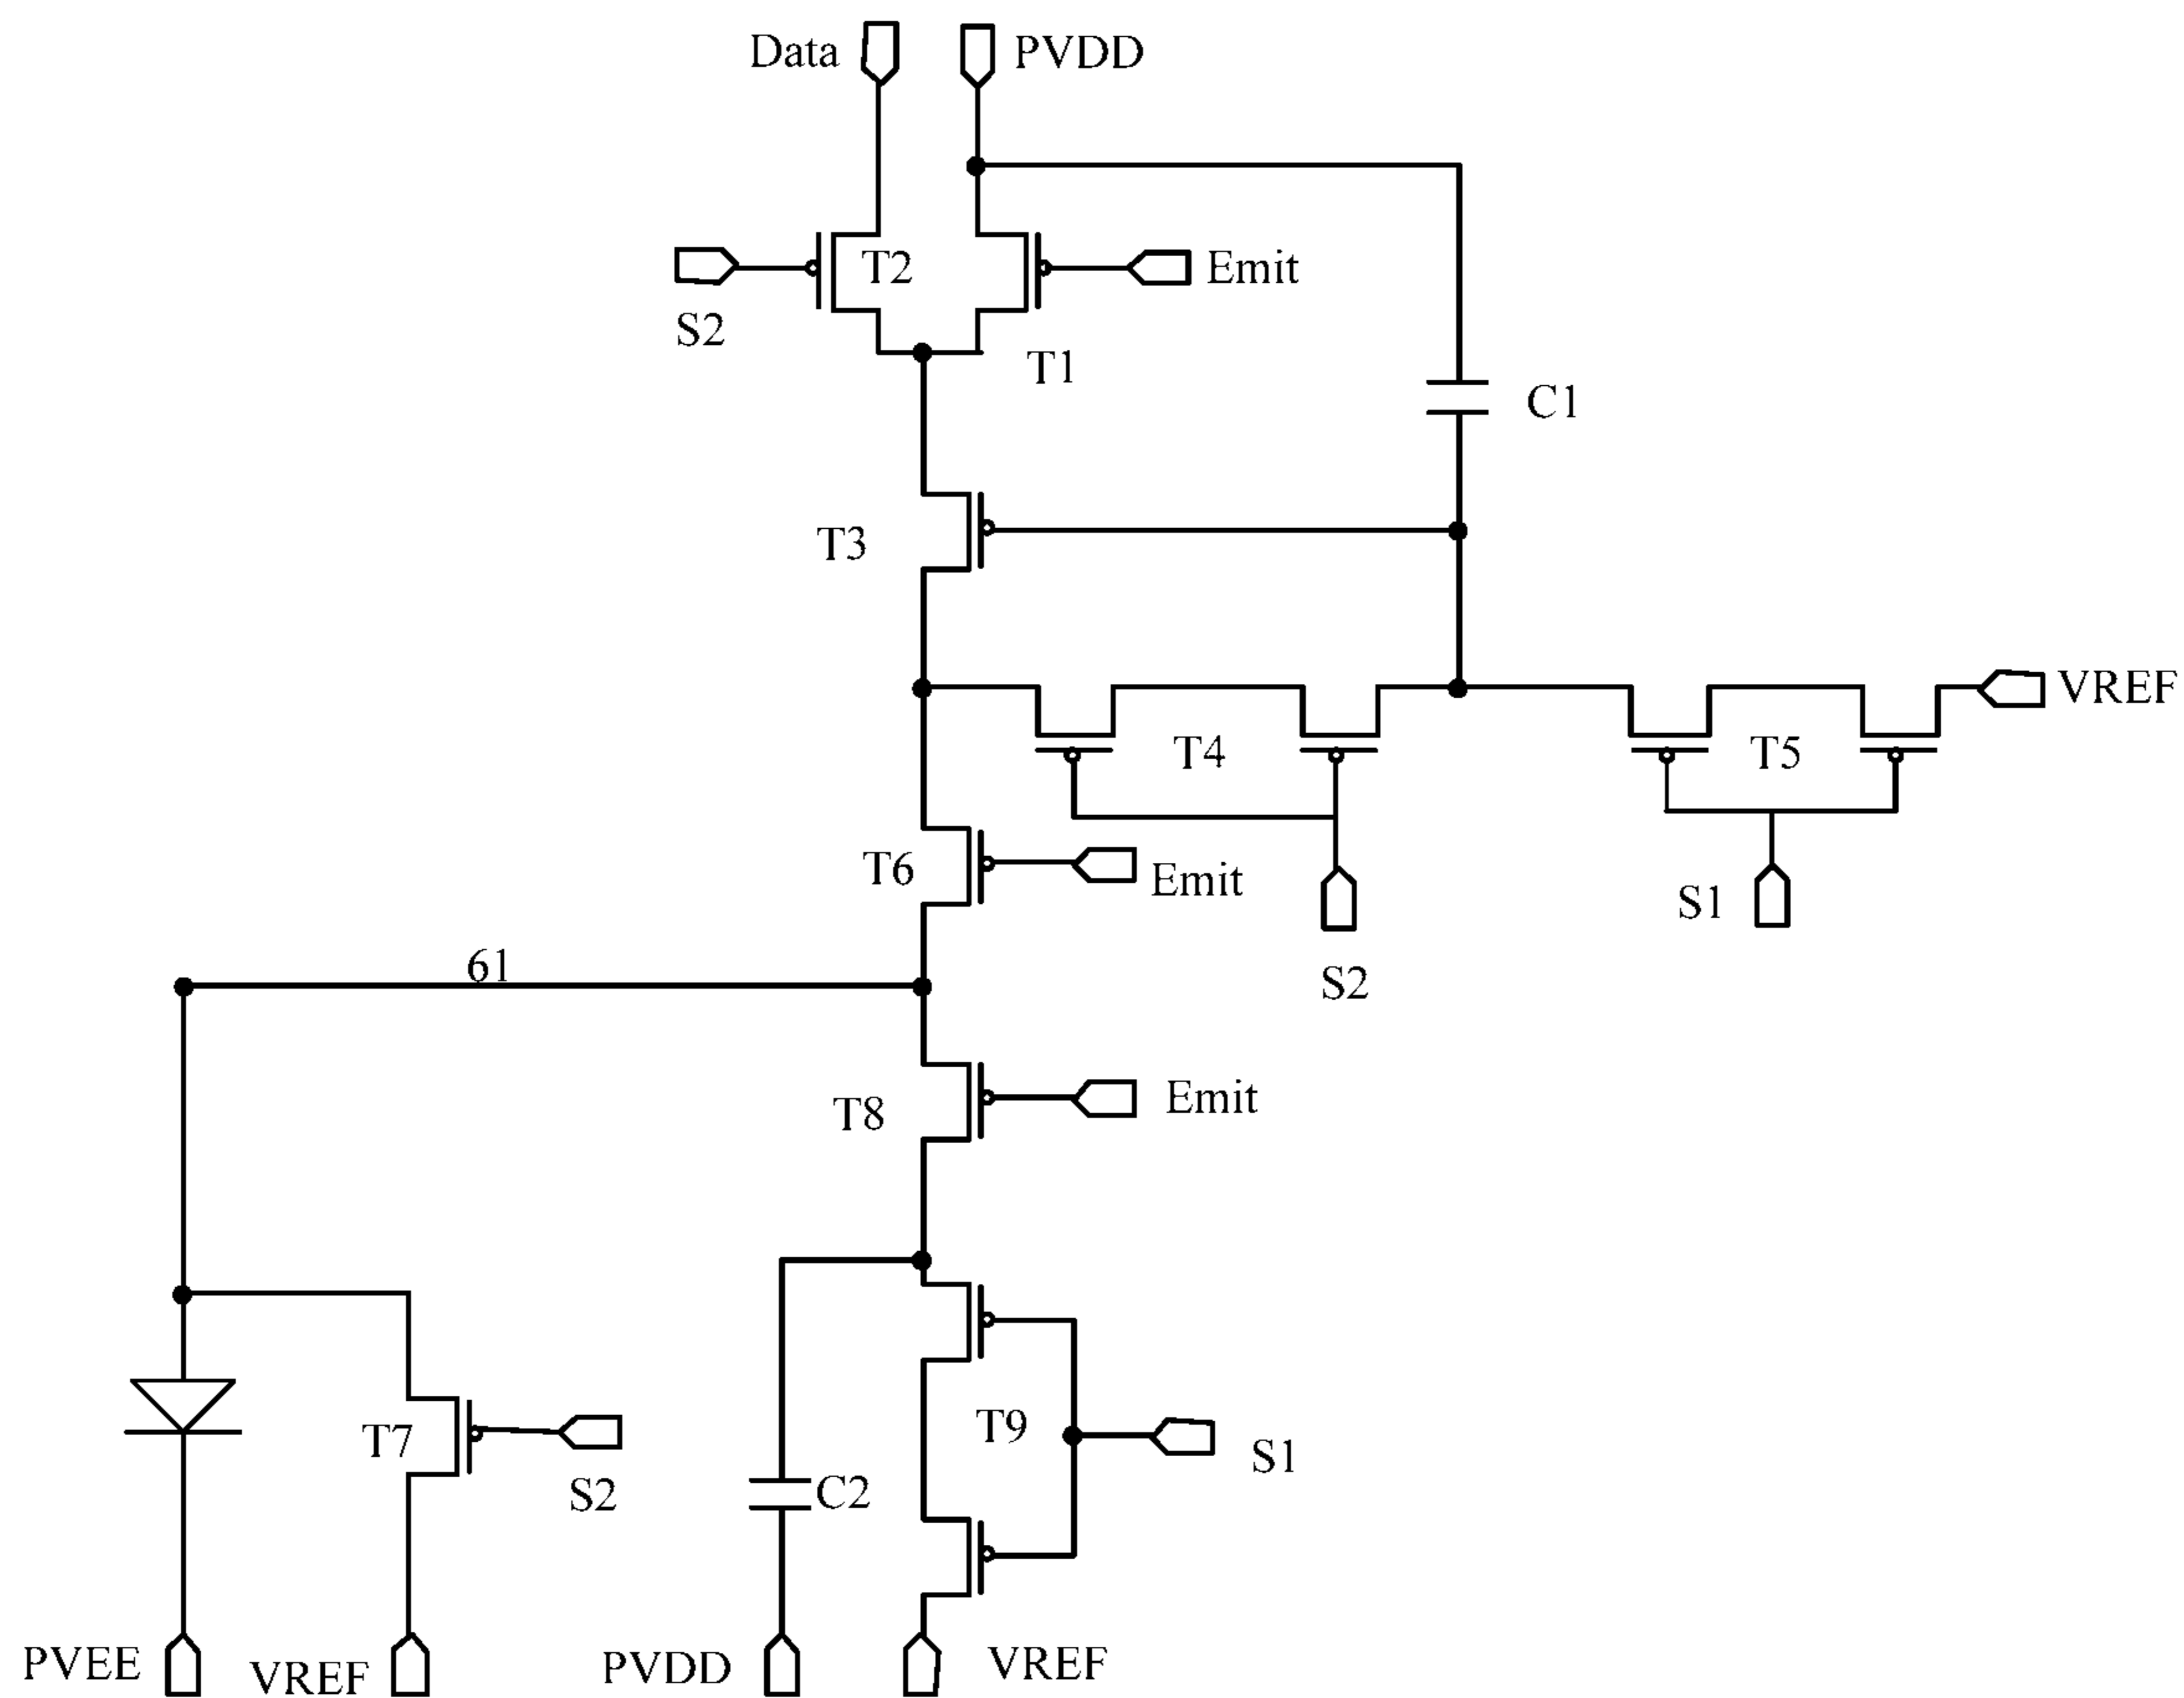 Data
PVDD
T2
Emit
S2
T1
C1
T3
VREF
T4
T5
T6
Emit
S1
61
S2
T8
Emit
T7
T9
S1
S2
C2
PVEE
VREF
PVDD
VREF